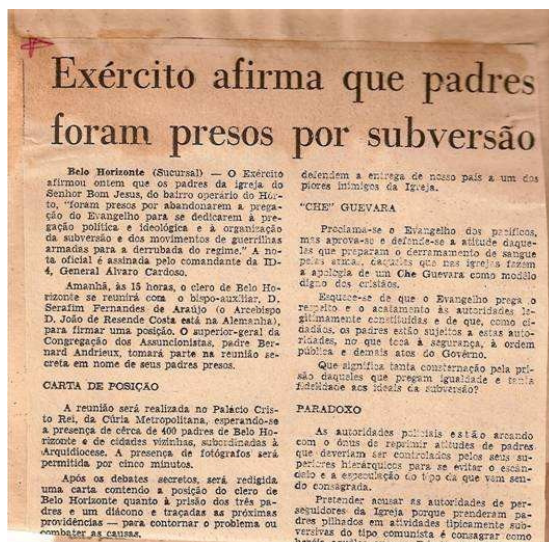 Exército afirma que padres
foram presos por subversão
Belo Horizonte (Sucursal) — O Exército
afirmou ontem que os padres da igreja do
Senhor Bom Jesus, do bairro operário do Hôr-
to, "foram presos por abandonarem a prega-
ção do Evangelho para se dedicarem à pre-
gação política e ideológica e à organização
da subversão e dos movimentos de guerrilhas
armadas para a derrubada do regime." A no-
ta oficial é assinada pelo comandante da ID-
4, General Alvaro Cardoso.
Amanhã, às 15 horas, o clero de Belo Ho-
rizonte se reunirá com o bispo-auxiliar, D.
Serafim Fernandes de Araújo (o Arcebispo
D. João de Resende Costa está na Alemanha),
para firmar uma posição. O superior-geral da
Congregação dos Assuncionistas, padre Ber-
nard Andrieux, tomará parte na reunião se-
creta em nome de seus padres presos.
CARTA DE POSIÇÃO
A reunião será realizada no Palácio Cris-
to Rei, da Cúria Metropolitana, esperando-se
a presença de cêrca de 400 padres de Belo Ho-
rizonte e de cidades vizinhas, subordinadas à
Arquidiocese. A presença de fotógrafos será
permitida por cinco minutos.
Após os debates secretos, será redigida
uma carta contendo a posição do clero de
Belo Horizonte quanto à prisão dos três pa-
dres e um diácono e traçadas as próximas
providências — para contornar o problema ou
combater as causas.
defendem a entrega de nosso país a um dos
piores inimigos da Igreja.
"CHE" GUEVARA
Proclama-se o Evangelho dos pacíficos,
mas aprova-se e defende-se a atitude daque-
las que preparam o derramamento de sangue
pelas armas, daqueles que nas igrejas fazem
a apologia de um Che Guevara como modêlo
digno dos cristãos.
Esquece-se de que o Evangelho prega o
respeito e o acatamento às autoridades le-
gìtimamente constituídas e de que, como ci-
dadãos, os padres estão sujeitos a estas auto-
ridades, no que toca à segurança, à ordem
pública e demais atos do Govêrno.
Que significa tanta consternação pela pri-
são daqueles que pregam igualdade e tanta
fidelidade aos ideais da subversão?
PARADOXO
As autoridades policiais estão arcando
com o ônus de reprimir atitudes de padres
que deveriam ser controlados pelos seus su-
periores hierárquicos para se evitar o escân-
dalo e a especulação do tipo da que vem sen-
do consagrada.
Pretender acusar as autoridades de per-
seguidores da Igreja porque prenderam pa-
dres pilhados em atividades tìpicamente sub-
versivas do tipo comunista é consagrar como